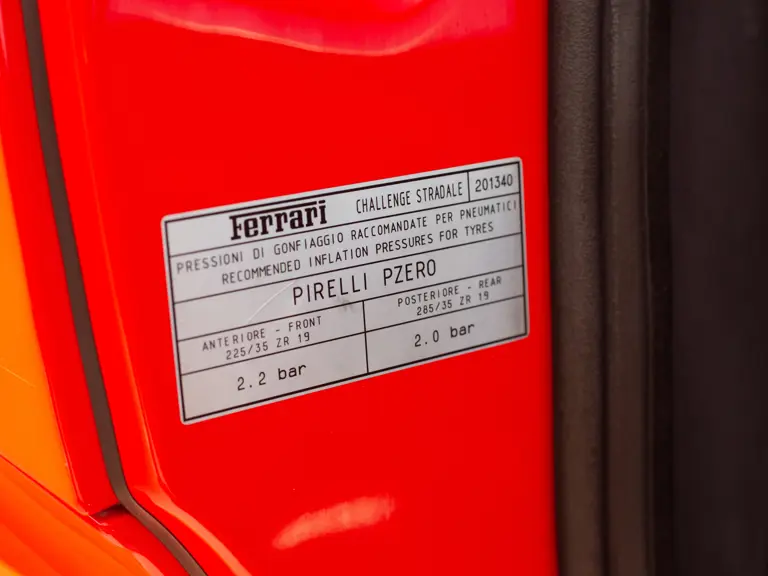 Ferrari CHALLENGE STRADALE 201340
PRESSIONI DI GONFIAGGIO RACCOMANDATE PER PNEUMATICI
RECOMMENDED INFLATION PRESSURES FOR TYRES
PIRELLI PZERO
ANTERIORE - FRONT
225/35 ZR 19
2.2 bar
POSTERIORE - REAR
285/35 ZR 19
2.0 bar